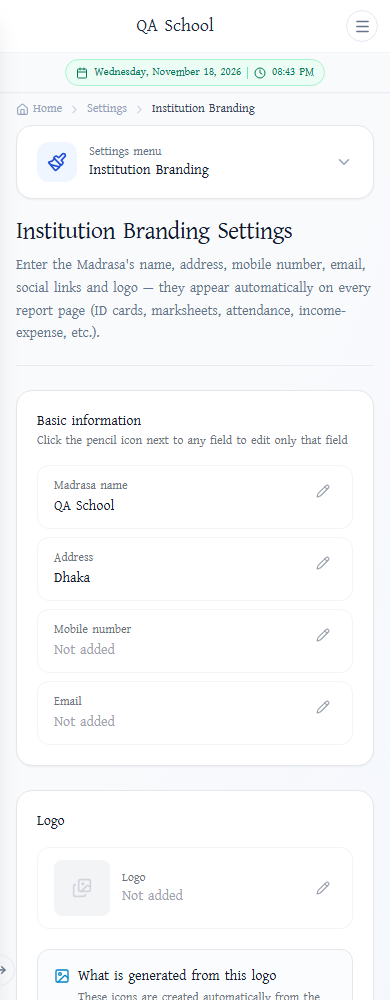 QA School
Wednesday, November 18, 2026 | 08:43 PM
Home > Settings > Institution Branding
Settings menu
Institution Branding
Institution Branding Settings
Enter the Madrasa's name, address, mobile number, email,
social links and logo — they appear automatically on every
report page (ID cards, marksheets, attendance, income-
expense, etc.).
Basic information
Click the pencil icon next to any field to edit only that field
Madrasa name
QA School
Address
Dhaka
Mobile number
Not added
Email
Not added
Logo
Logo
Not added
What is generated from this logo
These icons are created automatically from the